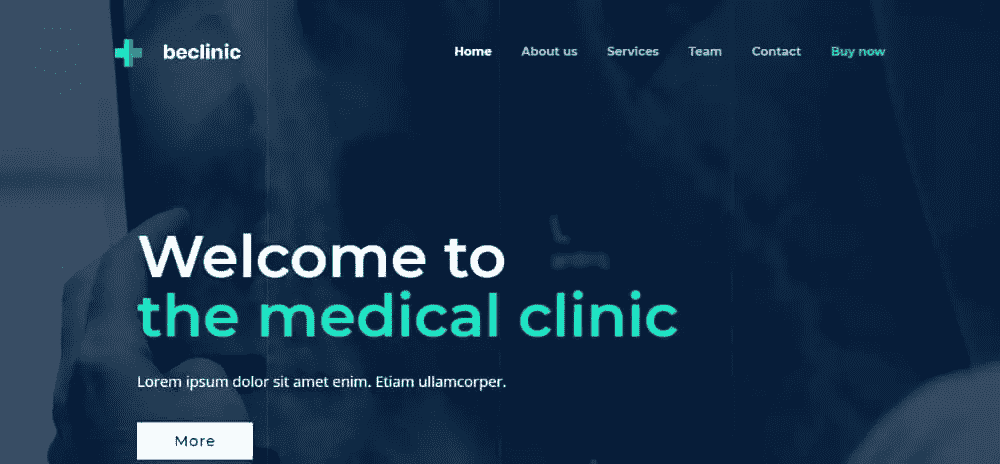 beclinic
Home About us Services Team Contact Buy now
Welcome to
the medical clinic
Lorem ipsum dolor sit amet enim. Etiam ullamcorper.
More